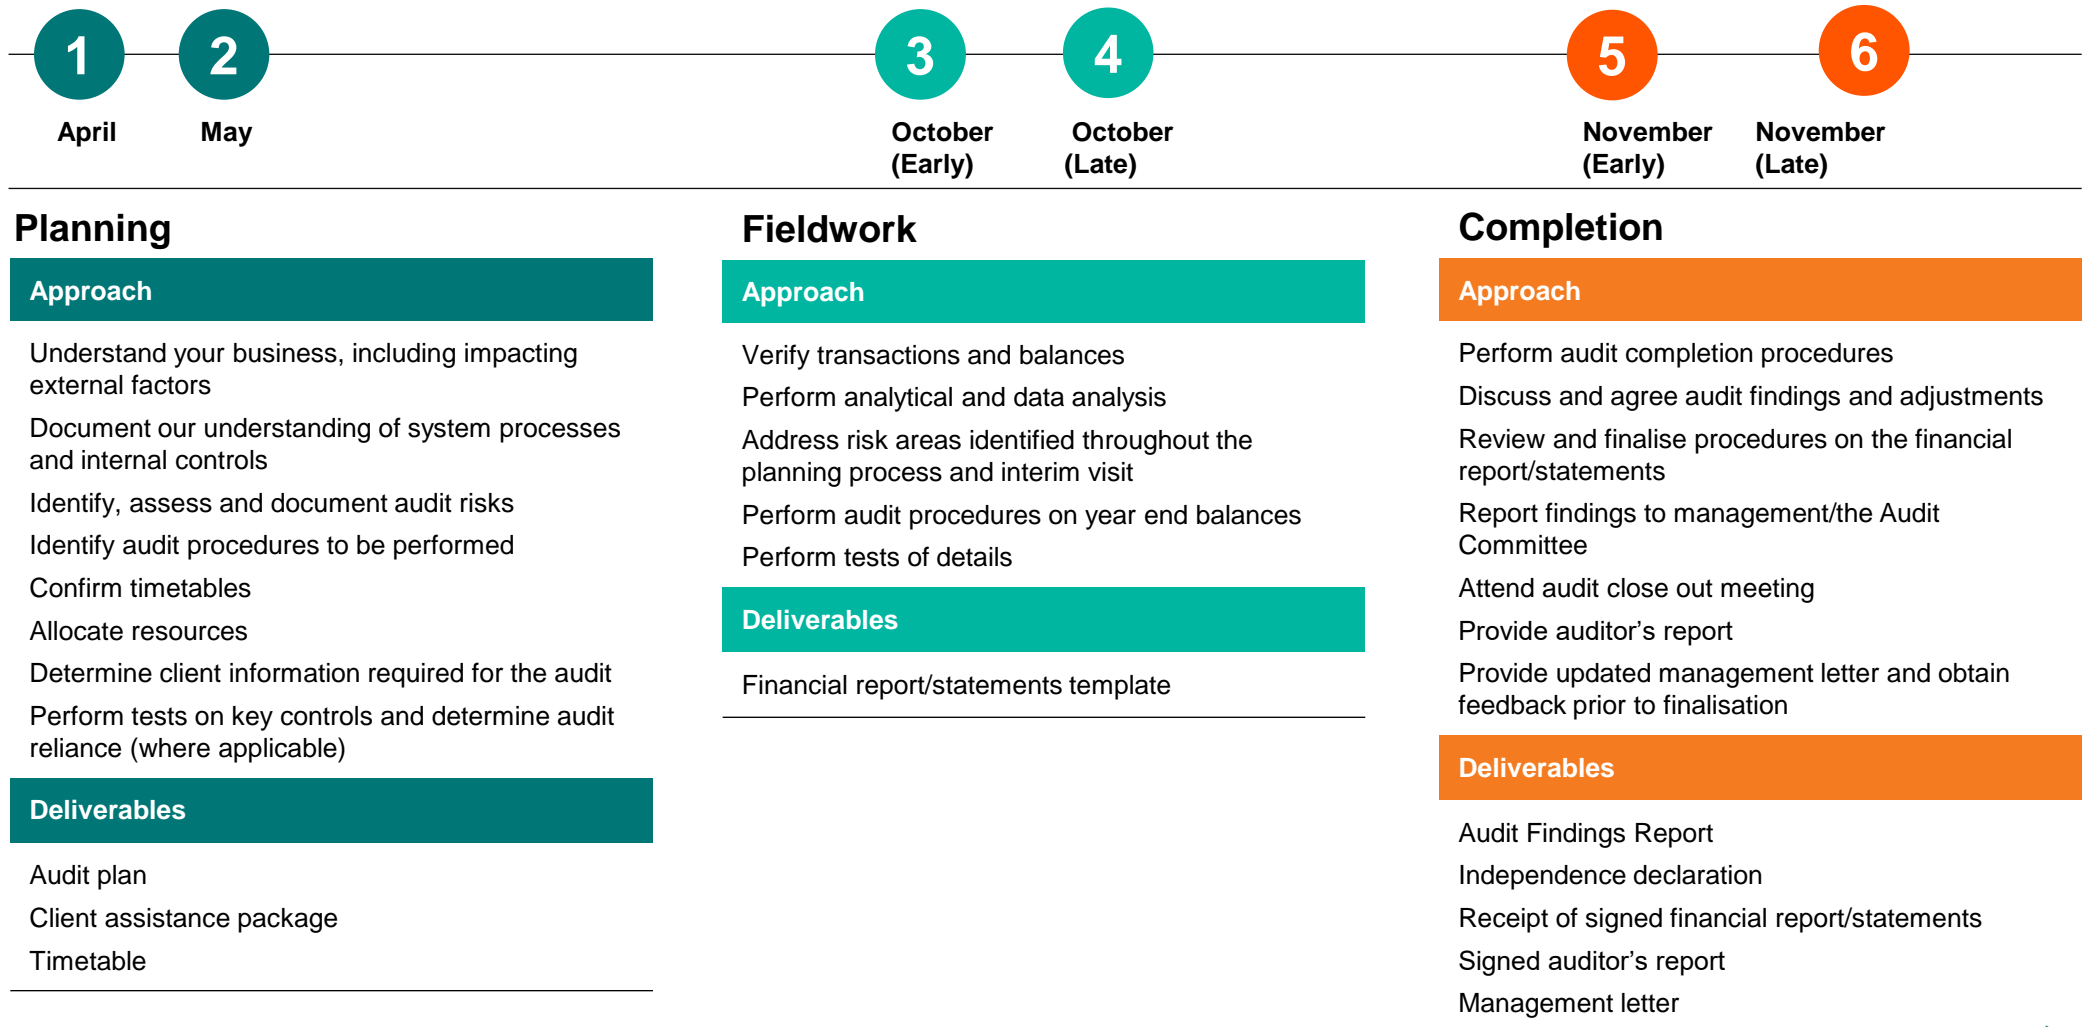 1
2
3
4
5
6
April
May
October
(Early)
October
(Late)
November
(Early)
November
(Late)
Planning
Approach
Understand your business, including impacting
external factors
Document our understanding of system processes
and internal controls
Identify, assess and document audit risks
Identify audit procedures to be performed
Confirm timetables
Allocate resources
Determine client information required for the audit
Perform tests on key controls and determine audit
reliance (where applicable)
Deliverables
Audit plan
Client assistance package
Timetable
Fieldwork
Approach
Verify transactions and balances
Perform analytical and data analysis
Address risk areas identified throughout the
planning process and interim visit
Perform audit procedures on year end balances
Perform tests of details
Deliverables
Financial report/statements template
Completion
Approach
Perform audit completion procedures
Discuss and agree audit findings and adjustments
Review and finalise procedures on the financial
report/statements
Report findings to management/the Audit
Committee
Attend audit close out meeting
Provide auditor’s report
Provide updated management letter and obtain
feedback prior to finalisation
Deliverables
Audit Findings Report
Independence declaration
Receipt of signed financial report/statements
Signed auditor’s report
Management letter